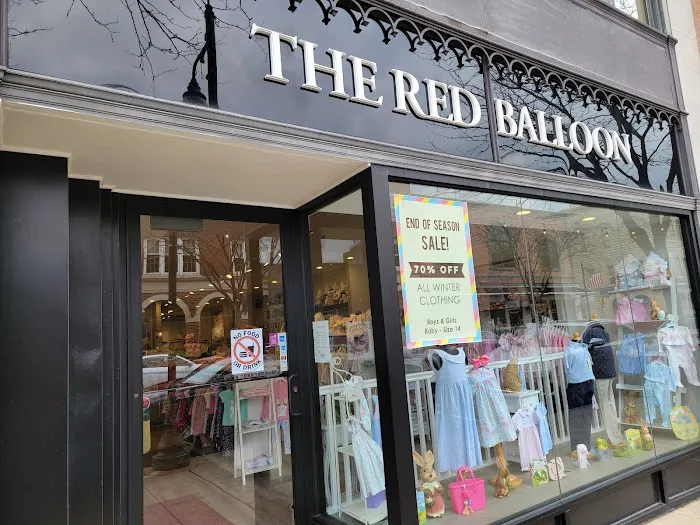 THE RED BALLOON
END OF SEASON
SALE!
70% OFF
ALL WINTER
CLOTHING
Boys & Girls
Baby - Size 14
NO FOOD
OR DRINK